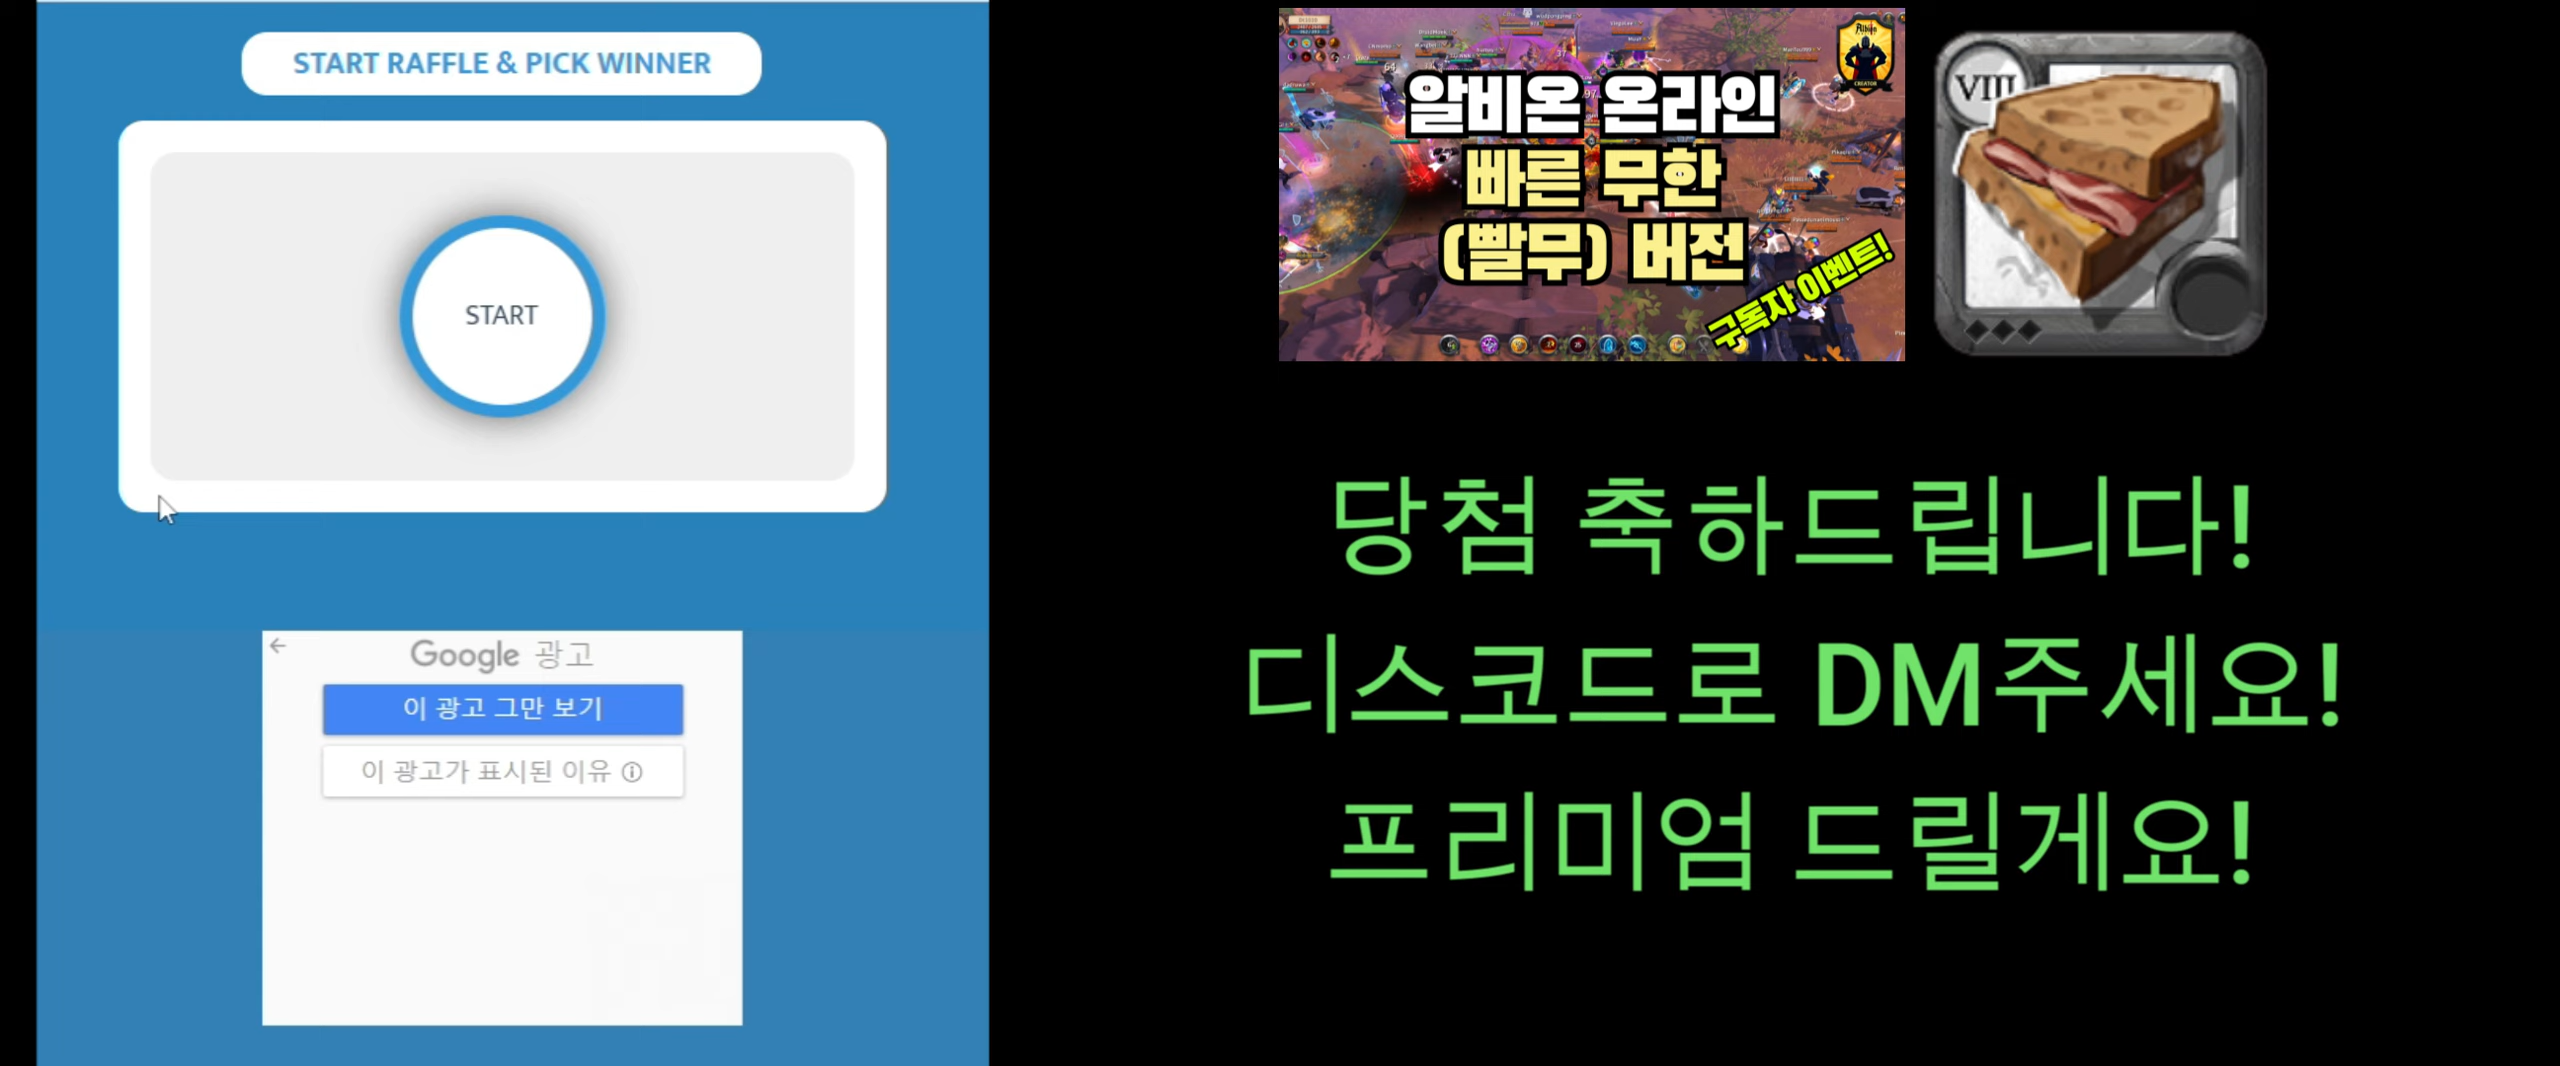 START RAFFLE & PICK WINNER
START
Google 광고
이 광고 그만 보기
이 광고가 표시된 이유
알비온 온라인
빠른 무한
(빨무) 버전
구독자 이벤트!
Albion
CREATOR
VIII
당첨 축하드립니다!
디스코드로 DM주세요!
프리미엄 드릴게요!